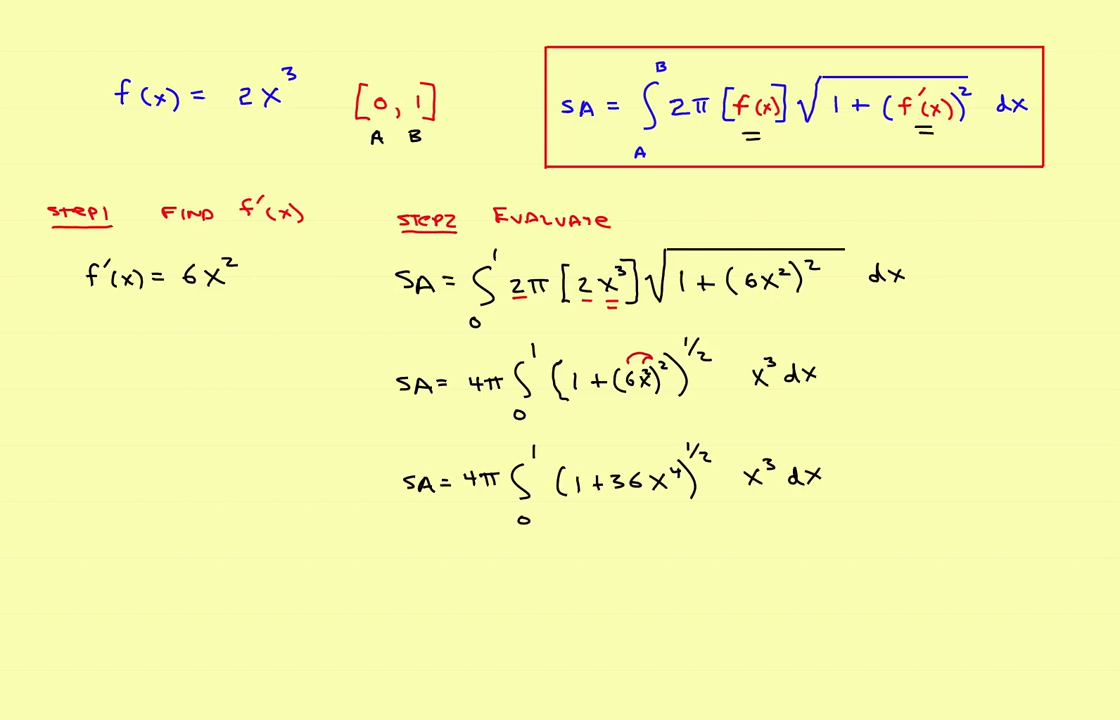 f(x) = 2x³ [0, 1]
A B
SA = ∫_A^B 2π [f(x)] √(1 + (f′(x))²) dx
STEP1 FIND f′(x)
f′(x) = 6x²
STEP2 EVALUATE
SA = ∫_0^1 2π [2x³] √(1 + (6x²)²) dx
SA = 4π ∫_0^1 (1 + (6x²)²)^1/2 x³ dx
SA = 4π ∫_0^1 (1 + 36x⁴)^1/2 x³ dx